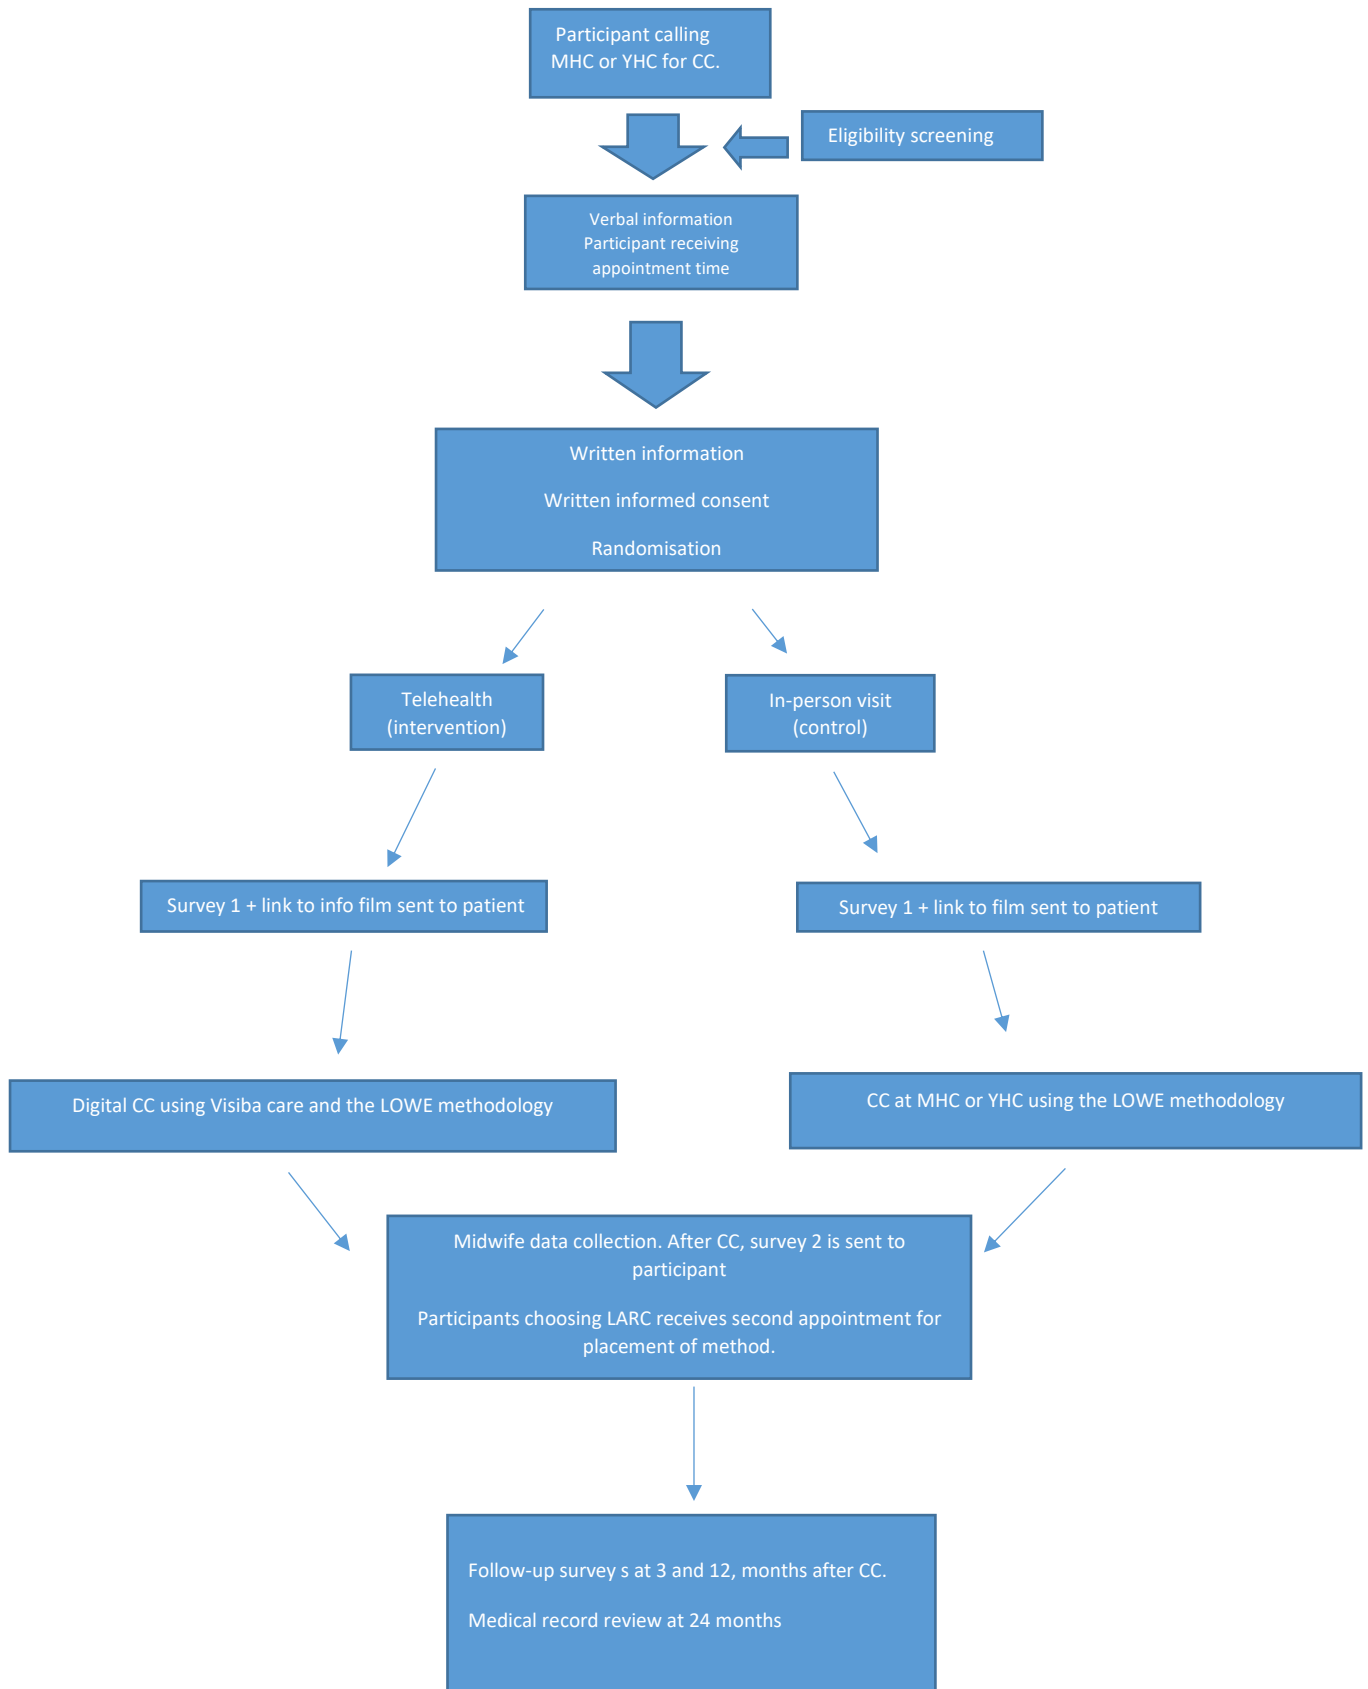 Participant calling
MHC or YHC for CC.
Eligibility screening
Verbal information
Participant receiving
appointment time
Written information
Written informed consent
Randomisation
Telehealth
(intervention)
In-person visit
(control)
Survey 1 + link to info film sent to patient
Survey 1 + link to film sent to patient
Digital CC using Visiba care and the LOWE methodology
CC at MHC or YHC using the LOWE methodology
Midwife data collection. After CC, survey 2 is sent to
participant
Participants choosing LARC receives second appointment for
placement of method.
Follow-up survey s at 3 and 12, months after CC.
Medical record review at 24 months